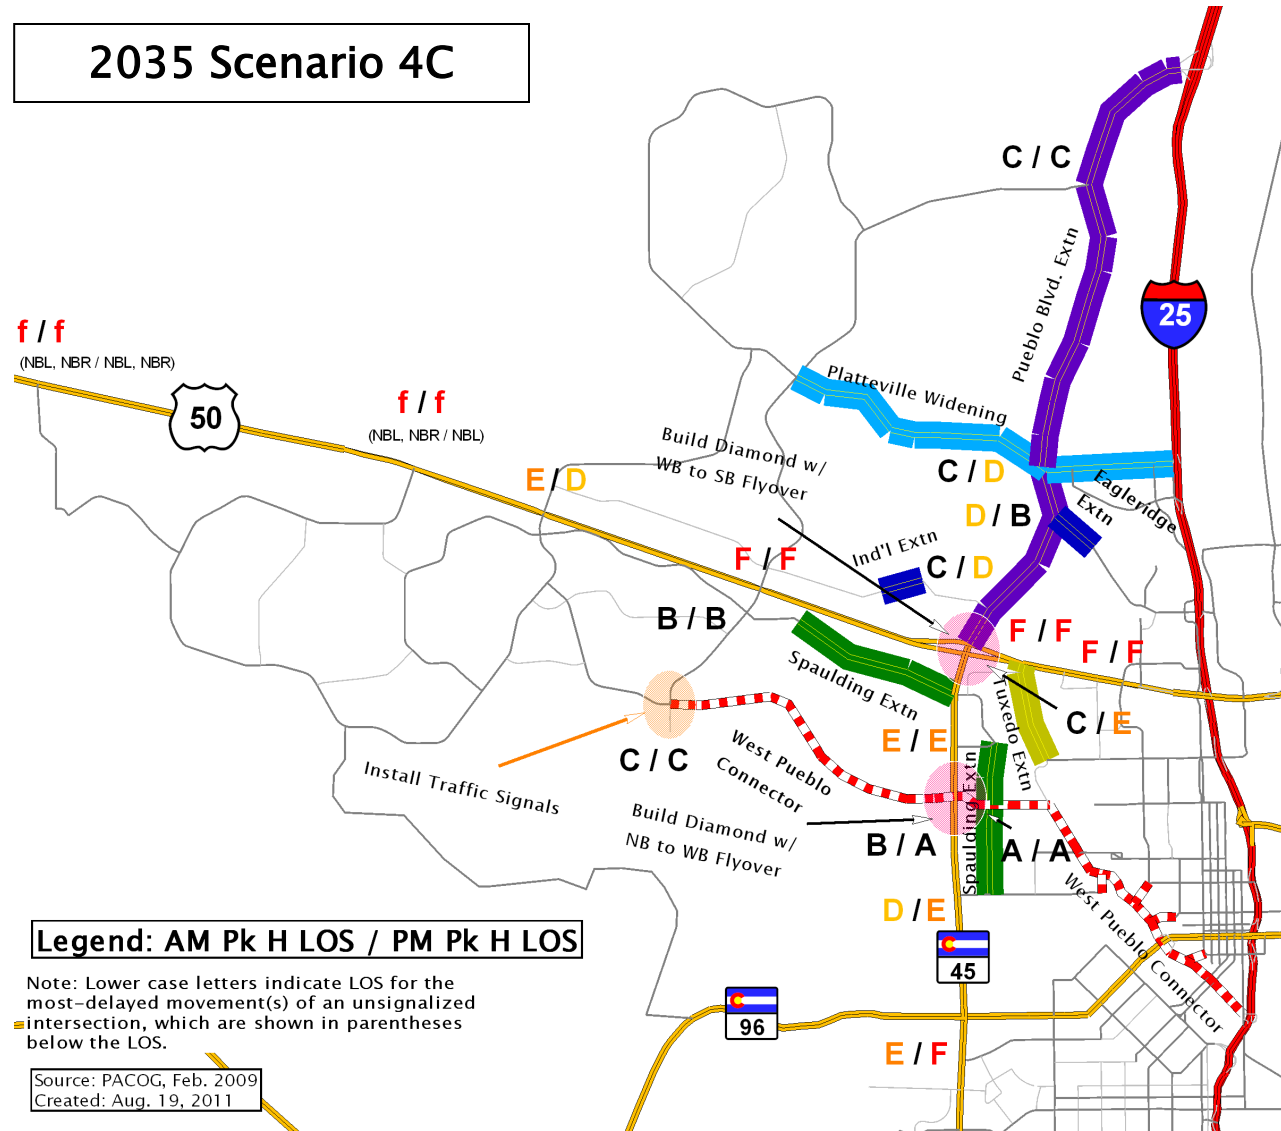 2035 Scenario 4C
C / C
Pueblo Blvd. Extn
25
f / f
(NBL, NBR / NBL, NBR)
50
f / f
(NBL, NBR / NBL)
Platteville Widening
Build Diamond w/
WB to SB Flyover
E / D
C / D
Eagleridge
Extn
D / B
Ind'l Extn
F / F
C / D
B / B
F / F
F / F
Spaulding Extn
Tuxedo Extn
C / E
E / E
C / C
West Pueblo
Connector
Install Traffic Signals
Build Diamond w/
NB to WB Flyover
Spaulding Extn
B / A
A / A
West Pueblo Connector
D / E
Legend: AM Pk H LOS / PM Pk H LOS
45
Note: Lower case letters indicate LOS for the
most-delayed movement(s) of an unsignalized
intersection, which are shown in parentheses
below the LOS.
96
E / F
Source: PACOG, Feb. 2009
Created: Aug. 19, 2011